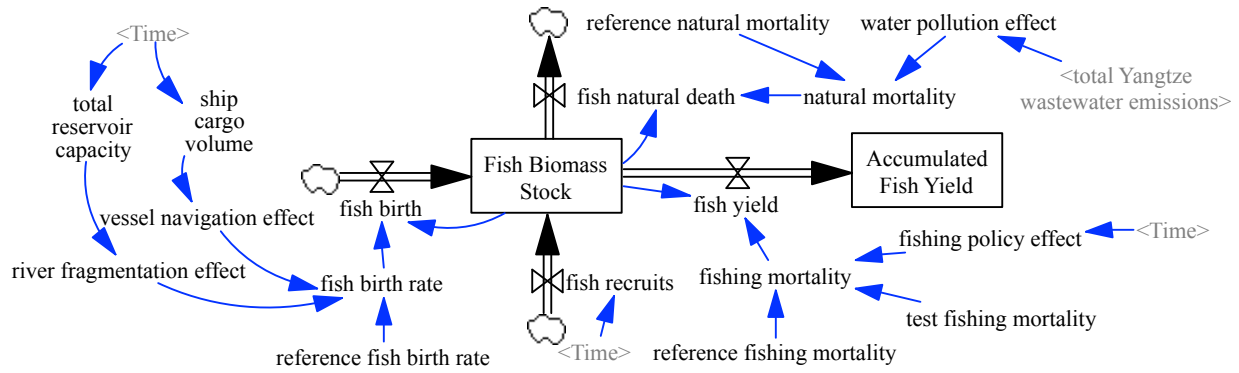 reference natural mortality
water pollution effect
<Time>
<total Yangtze
wastewater emissions>
total
reservoir
capacity
ship
cargo
volume
fish natural death
natural mortality
Fish Biomass
Stock
Accumulated
Fish Yield
vessel navigation effect
fish birth
fish yield
fishing policy effect
<Time>
river fragmentation effect
fish birth rate
fish recruits
fishing mortality
test fishing mortality
reference fish birth rate
<Time>
reference fishing mortality